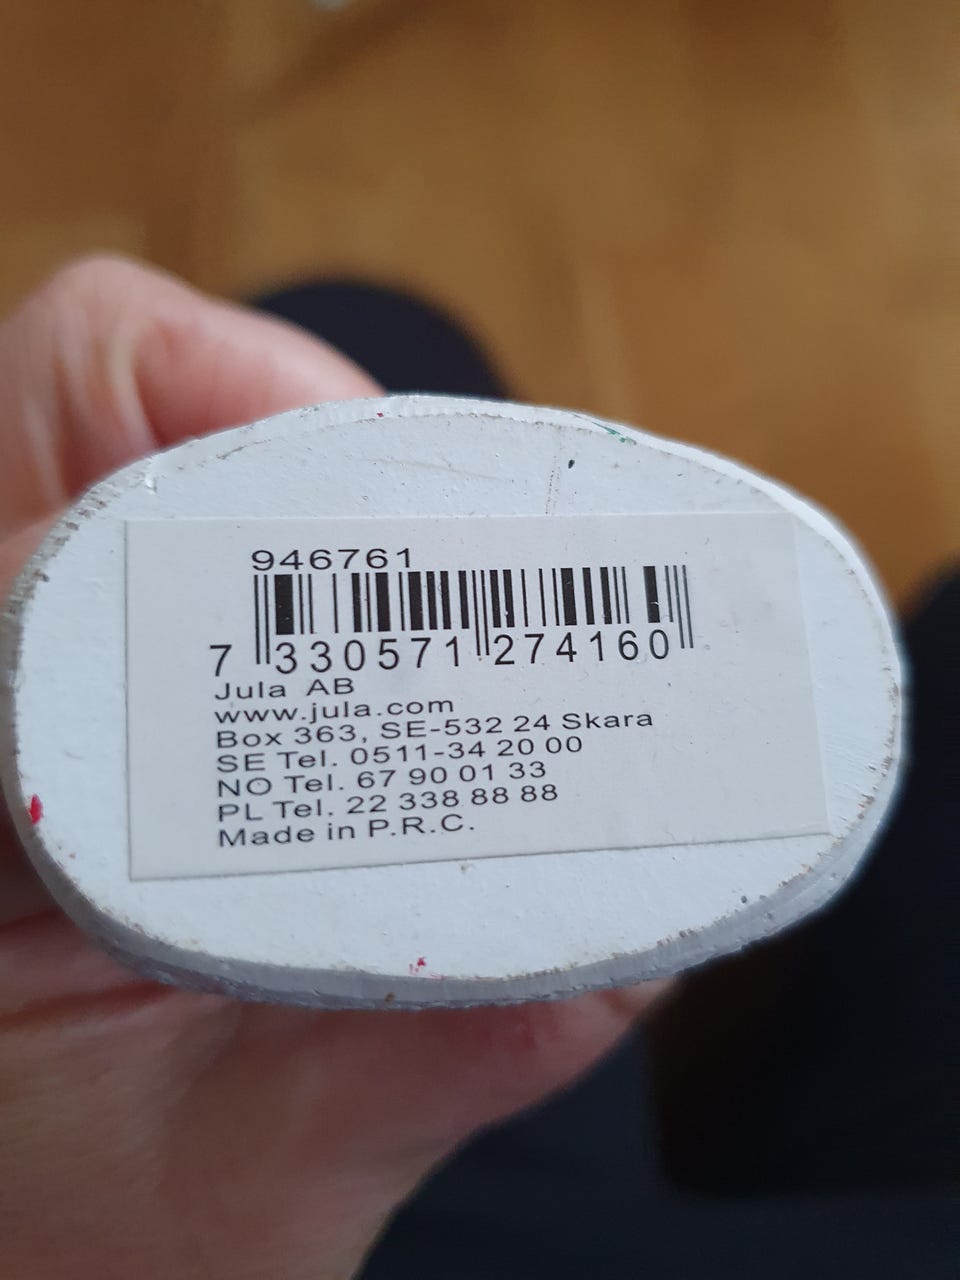 946761
7 330571 274160
Jula AB
www.jula.com
Box 363, SE-532 24 Skara
SE Tel. 0511-34 20 00
NO Tel. 67 90 01 33
PL Tel. 22 338 88 88
Made in P.R.C.